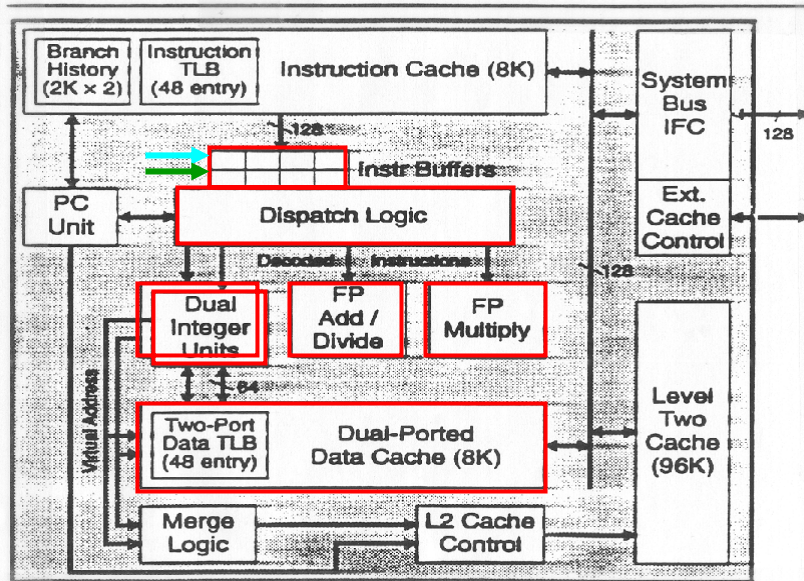 Branch
History
(2K × 2)
Instruction
TLB
(48 entry)
Instruction Cache (8K)
System
Bus
IFC
128
128
Instr Buffers
PC
Unit
Dispatch Logic
Ext.
Cache
Control
Decoded Instructions
128
Dual
Integer
Units
FP
Add /
Divide
FP
Multiply
64
Virtual Address
Two-Port
Data TLB
(48 entry)
Dual-Ported
Data Cache (8K)
Level
Two
Cache
(96K)
Merge
Logic
L2 Cache
Control